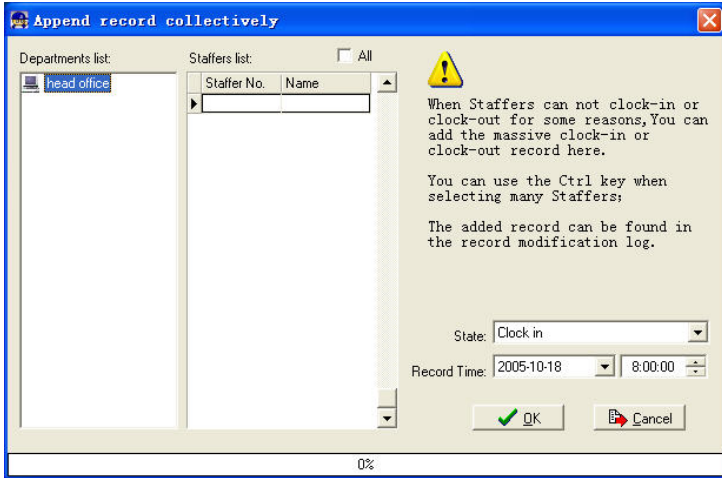 Append record collectively
Departments list:
Staffers list:
All
head office
Staffer No. Name
When Staffers can not clock-in or
clock-out for some reasons,You can
add the massive clock-in or
clock-out record here.
You can use the Ctrl key when
selecting many Staffers;
The added record can be found in
the record modification log.
State: Clock in
Record Time: 2005-10-18 8:00:00
OK
Cancel
0%